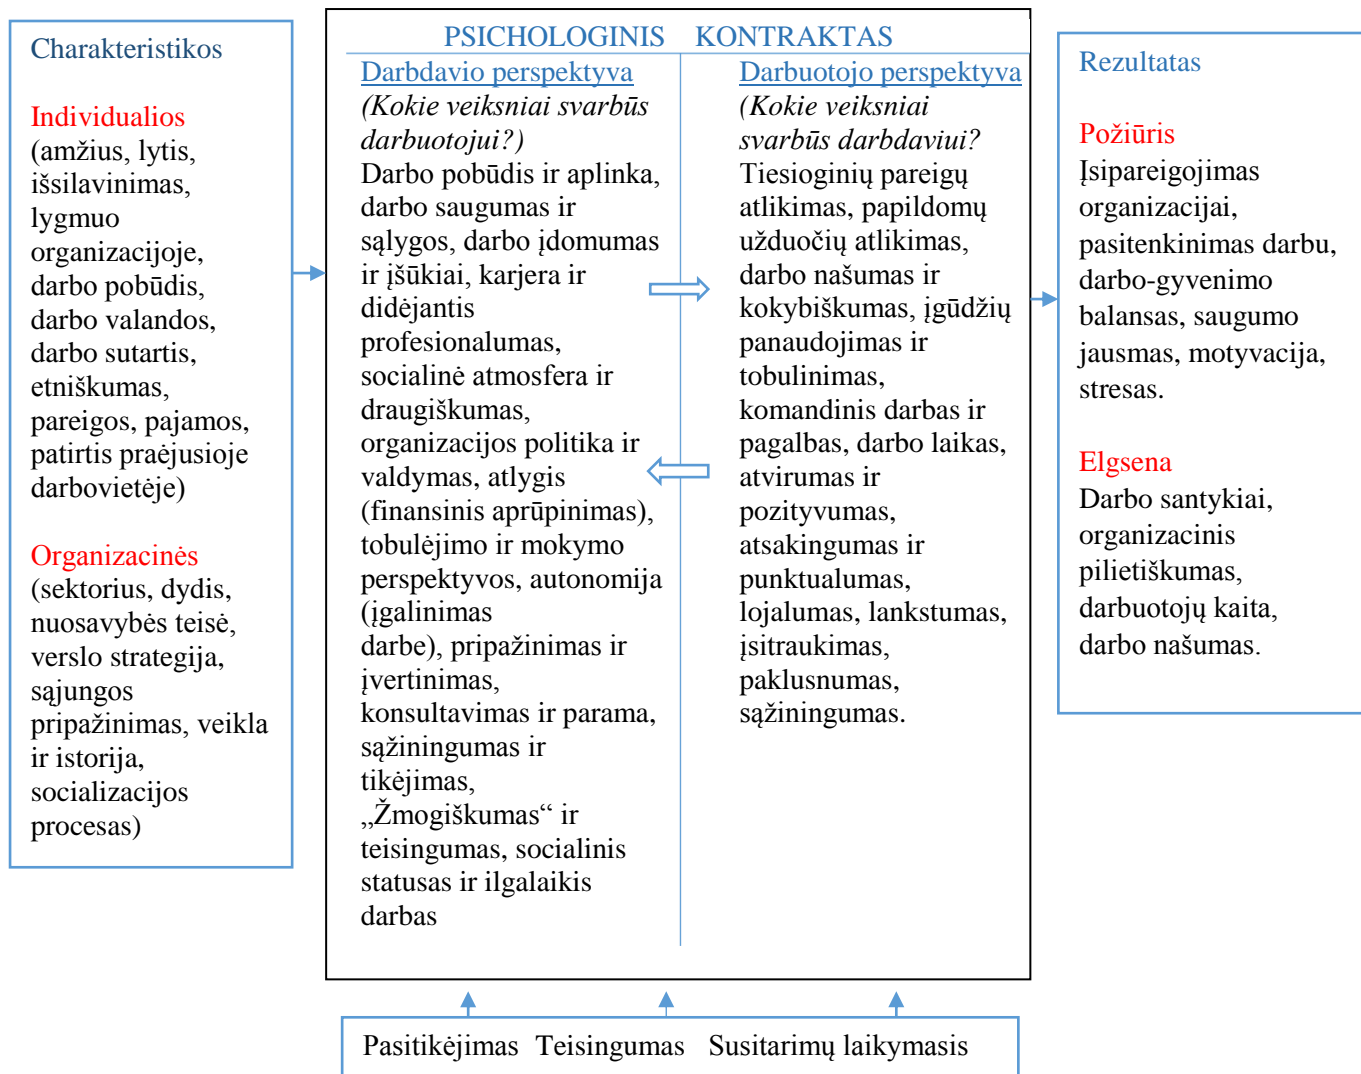 Charakteristikos
Individualios
(amžius, lytis,
išsilavinimas,
lygmuo
organizacijoje,
darbo pobūdis,
darbo valandos,
darbo sutartis,
etniškumas,
pareigos, pajamos,
patirtis praėjusioje
darbovietėje)
Organizacinės
(sektorius, dydis,
nuosavybės teisė,
verslo strategija,
sąjungos
pripažinimas, veikla
ir istorija,
socializacijos
procesas)
PSICHOLOGINIS KONTRAKTAS
Darbdavio perspektyva
(Kokie veiksniai svarbūs
darbuotojui?)
Darbo pobūdis ir aplinka,
darbo saugumas ir
sąlygos, darbo įdomumas
ir įšūkiai, karjera ir
didėjantis
profesionalumas,
socialinė atmosfera ir
draugiškumas,
organizacijos politika ir
valdymas, atlygis
(finansinis aprūpinimas),
tobulėjimo ir mokymo
perspektyvos, autonomija
(įgalinimas
darbe), pripažinimas ir
įvertinimas,
konsultavimas ir parama,
sąžiningumas ir
tikėjimas,
„Žmogiškumas“ ir
teisingumas, socialinis
statusas ir ilgalaikis
darbas
Darbuotojo perspektyva
(Kokie veiksniai
svarbūs darbdaviui?
Tiesioginių pareigų
atlikimas, papildomų
užduočių atlikimas,
darbo našumas ir
kokybiškumas, įgūdžių
panaudojimas ir
tobulinimas,
komandinis darbas ir
pagalbas, darbo laikas,
atvirumas ir
pozityvumas,
atsakingumas ir
punktualumas,
lojalumas, lankstumas,
įsitraukimas,
paklusnumas,
sąžiningumas.
Rezultatas
Požiūris
Įsipareigojimas
organizacijai,
pasitenkinimas darbu,
darbo-gyvenimo
balansas, saugumo
jausmas, motyvacija,
stresas.
Elgsena
Darbo santykiai,
organizacinis
pilietiškumas,
darbuotojų kaita,
darbo našumas.
Pasitikėjimas Teisingumas Susitarimų laikymasis